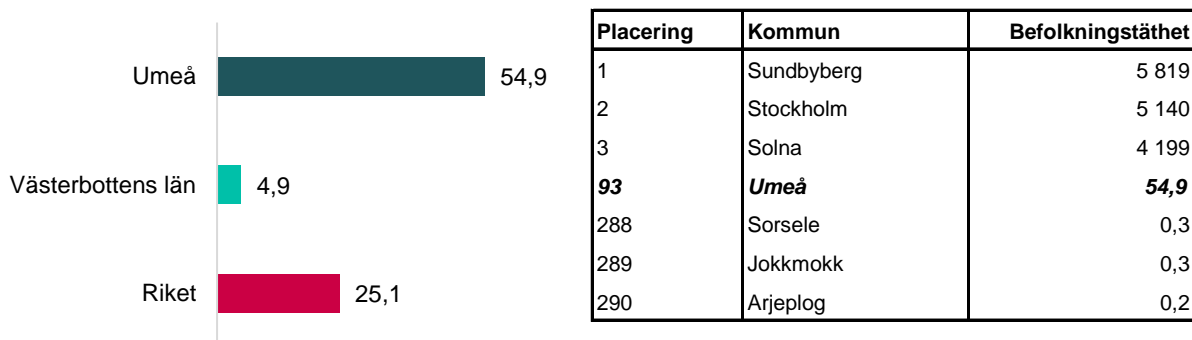 Umeå 54,9
Västerbottens län 4,9
Riket 25,1
Placering Kommun Befolkningstäthet
1 Sundbyberg 5 819
2 Stockholm 5 140
3 Solna 4 199
93 Umeå 54,9
288 Sorsele 0,3
289 Jokkmokk 0,3
290 Arjeplog 0,2